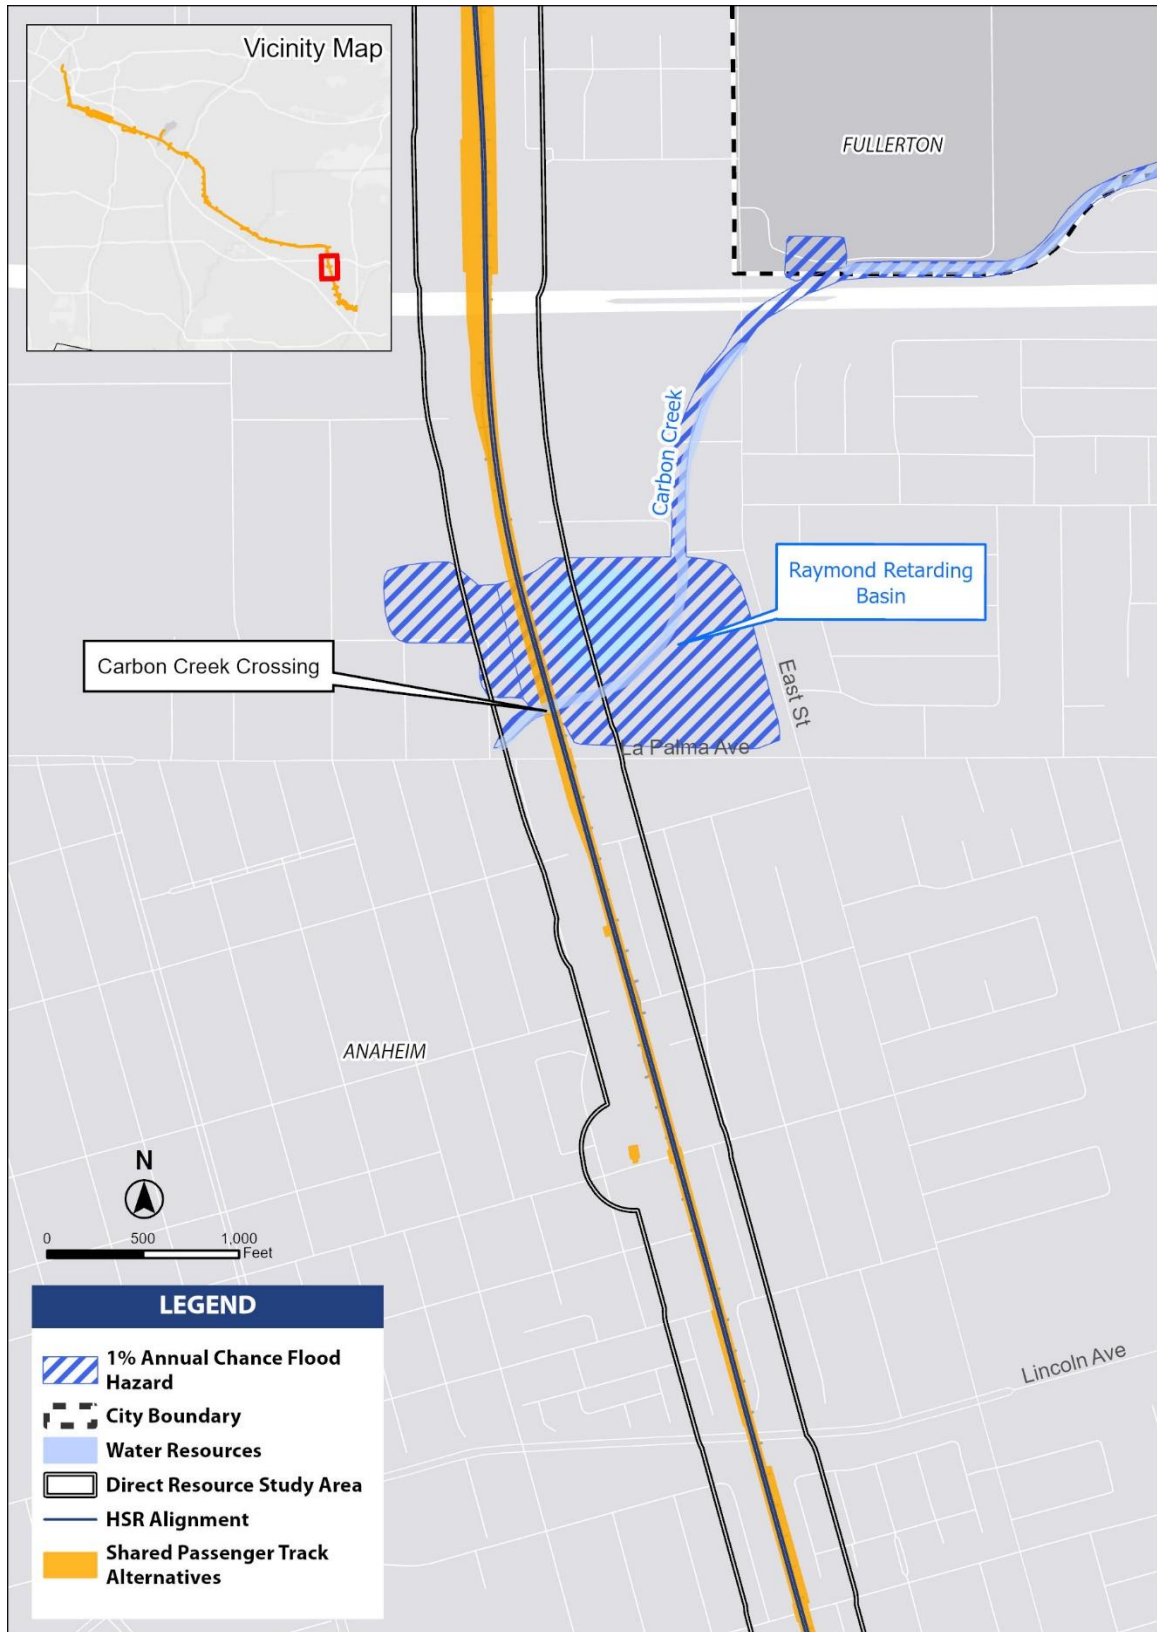 Vicinity Map
FULLERTON
Carbon Creek
Raymond Retarding
Basin
Carbon Creek Crossing
East St
La Palma Ave
ANAHEIM
N
0 500 1,000
Feet
Lincoln Ave
LEGEND
1% Annual Chance Flood
Hazard
City Boundary
Water Resources
Direct Resource Study Area
HSR Alignment
Shared Passenger Track
Alternatives